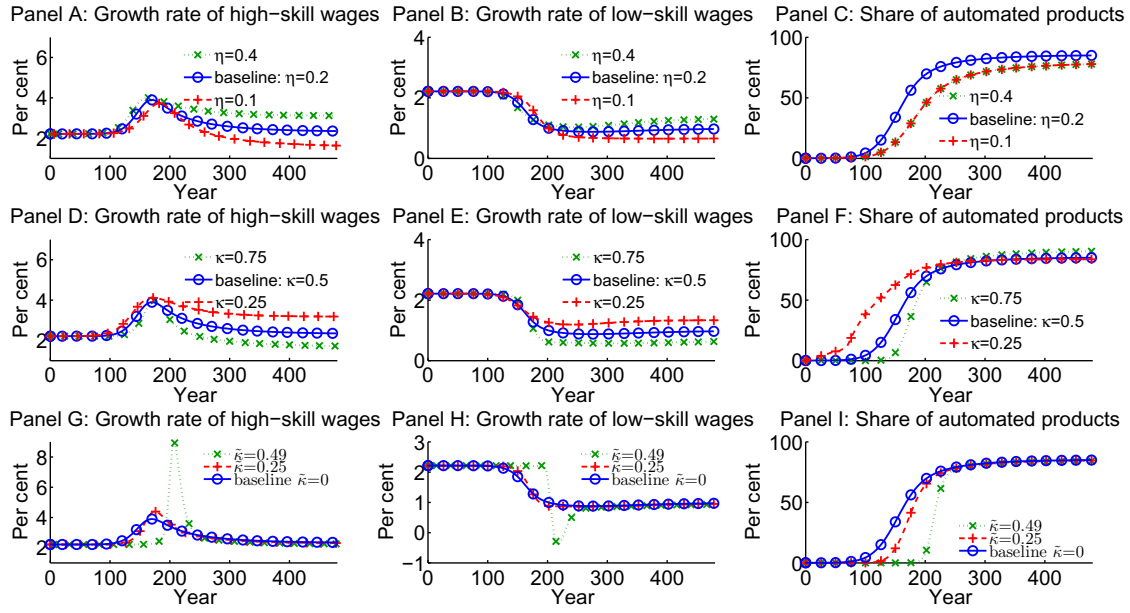 Panel A: Growth rate of high−skill wages
Per cent
6
4
2
η=0.4
baseline: η=0.2
η=0.1
0 100 200 300 400
Year
Panel B: Growth rate of low−skill wages
Per cent
4
2
0
η=0.4
baseline: η=0.2
η=0.1
0 100 200 300 400
Year
Panel C: Share of automated products
Per cent
100
50
0
η=0.4
baseline: η=0.2
η=0.1
0 100 200 300 400
Year
Panel D: Growth rate of high−skill wages
Per cent
6
4
2
κ=0.75
baseline: κ=0.5
κ=0.25
0 100 200 300 400
Year
Panel E: Growth rate of low−skill wages
Per cent
4
2
0
κ=0.75
baseline: κ=0.5
κ=0.25
0 100 200 300 400
Year
Panel F: Share of automated products
Per cent
100
50
0
κ=0.75
baseline: κ=0.5
κ=0.25
0 100 200 300 400
Year
Panel G: Growth rate of high−skill wages
Per cent
8
6
4
2
κ̃=0.49
κ̃=0.25
baseline κ̃=0
0 100 200 300 400
Year
Panel H: Growth rate of low−skill wages
Per cent
3
2
1
0
−1
κ̃=0.49
κ̃=0.25
baseline κ̃=0
0 100 200 300 400
Year
Panel I: Share of automated products
Per cent
100
50
0
κ̃=0.49
κ̃=0.25
baseline κ̃=0
0 100 200 300 400
Year